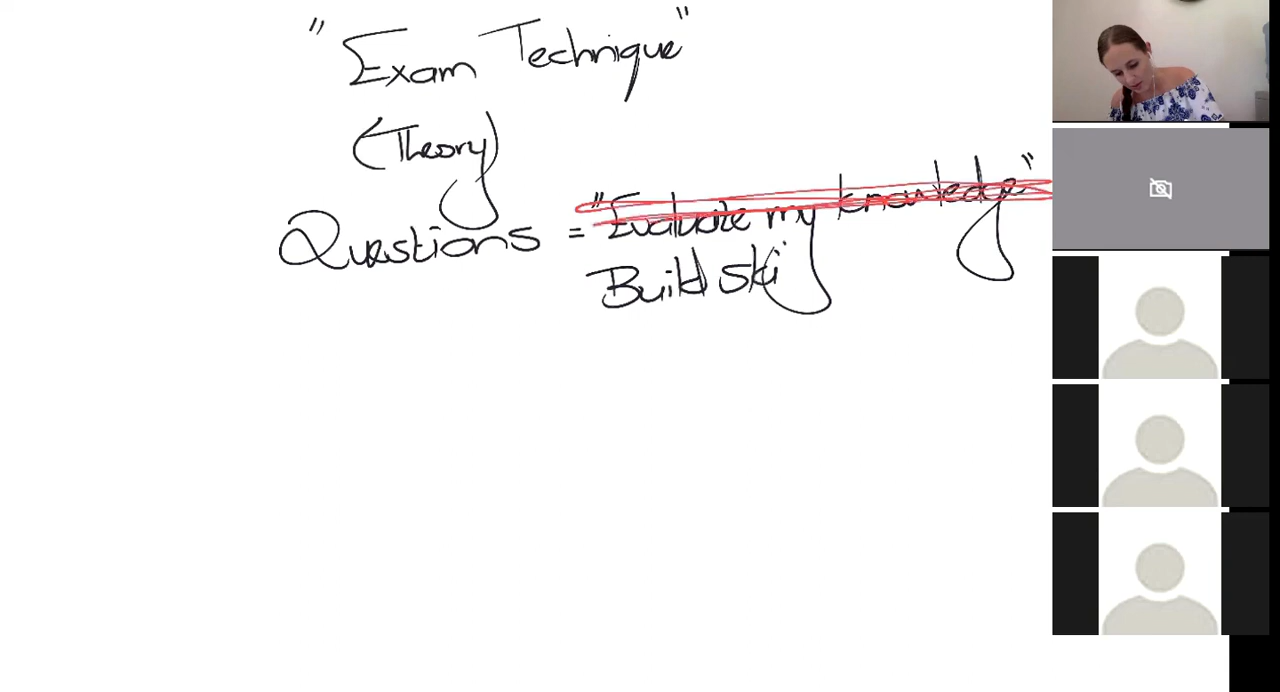 "Exam Technique"
(Theory)
Questions = "Evaluate my knowledge"
Build ski